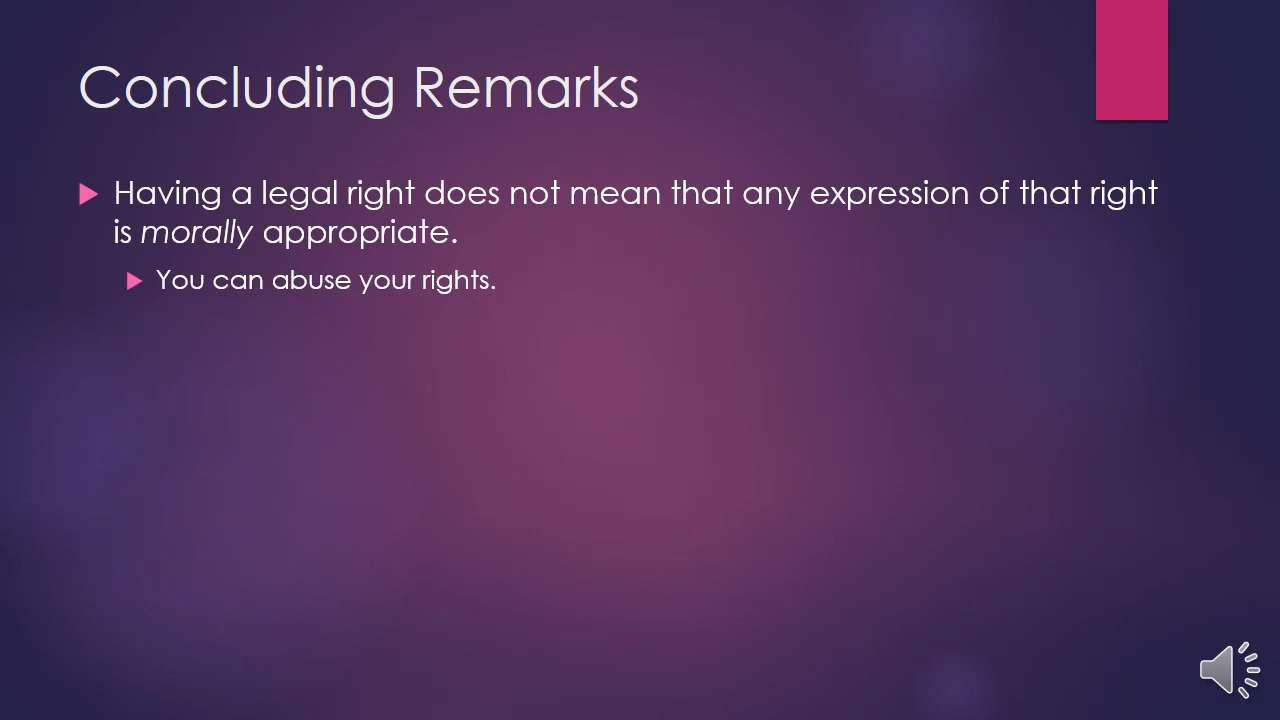 Concluding Remarks
Having a legal right does not mean that any expression of that right
is morally appropriate.
You can abuse your rights.